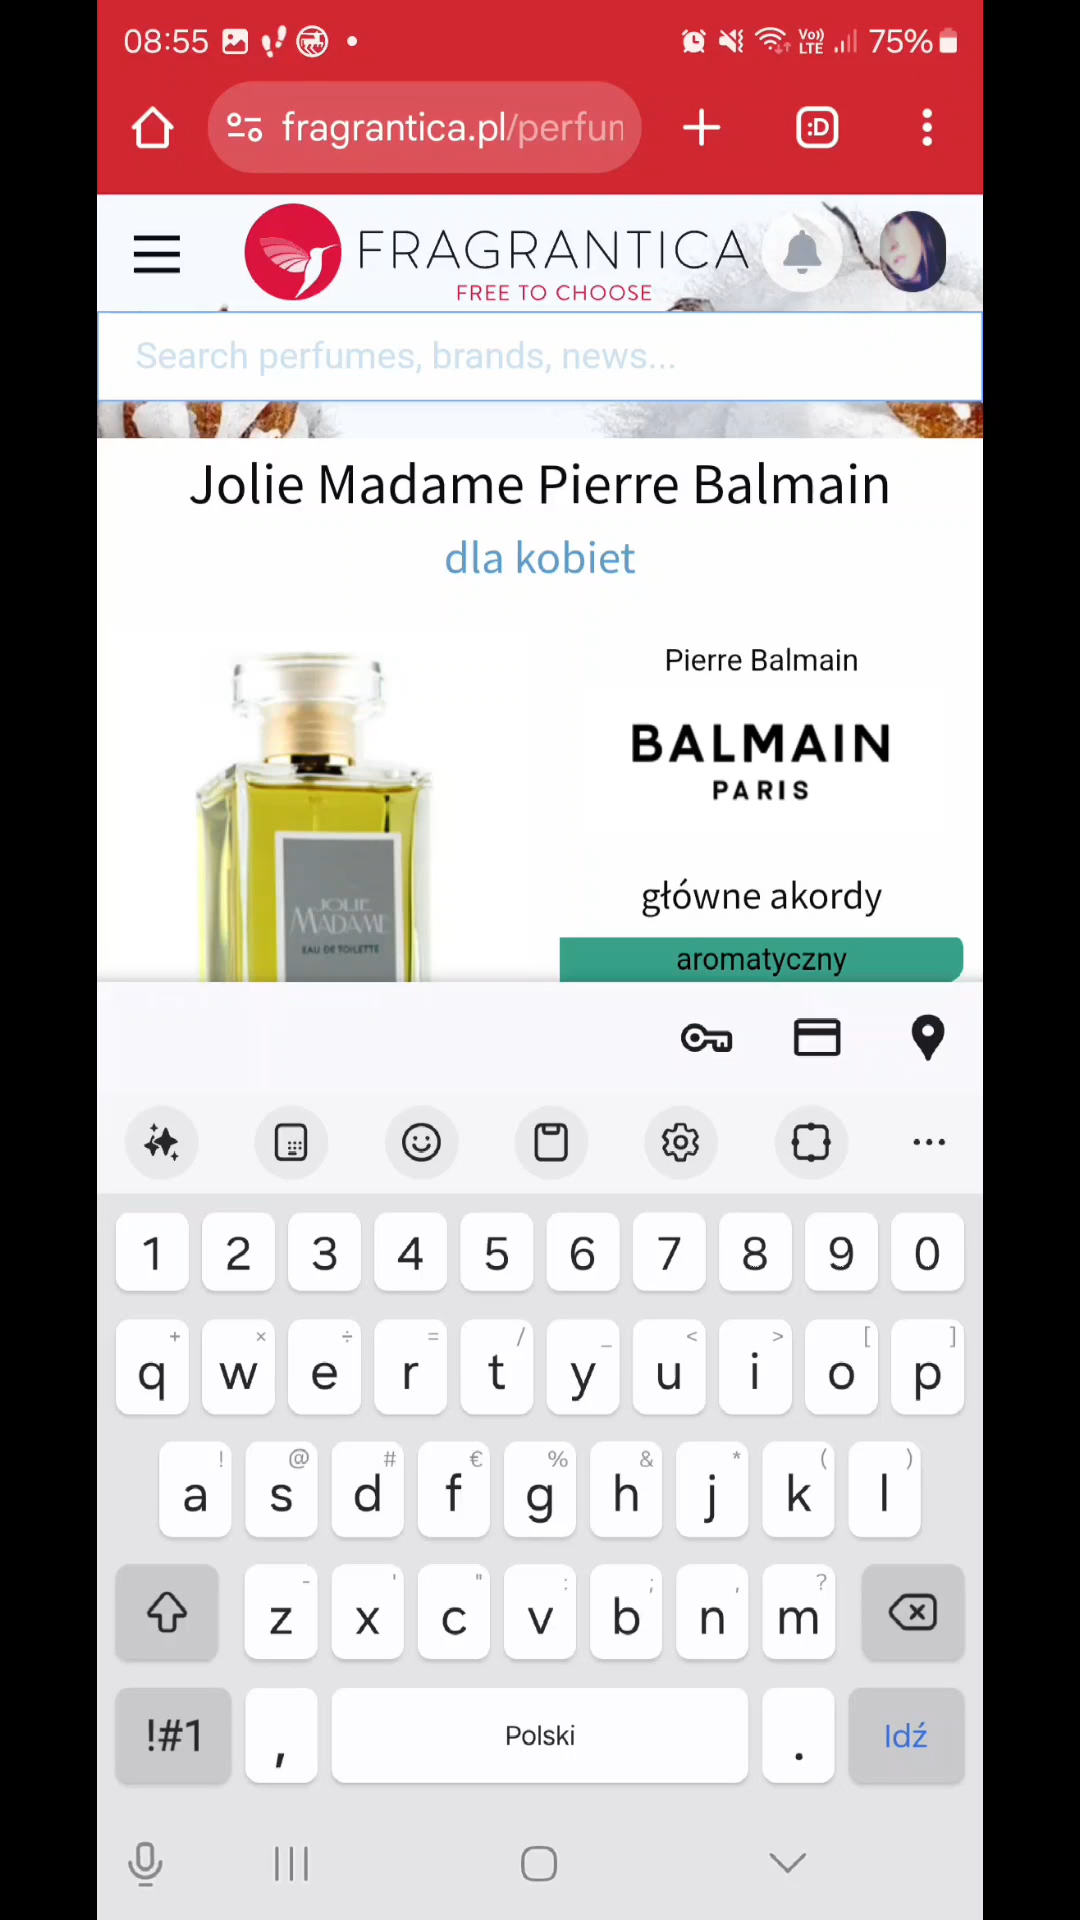 08:55
Vo)) LTE 75%
:D
fragrantica.pl/perfun
FRAGRANTICA
FREE TO CHOOSE
Search perfumes, brands, news...
Jolie Madame Pierre Balmain
dla kobiet
Pierre Balmain
BALMAIN
PARIS
główne akordy
aromatyczny
JOLIE
MADAME
EAU DE TOILETTE
1 2 3 4 5 6 7 8 9 0
+ × ÷ = / _ < > [ ]
q w e r t y u i o p
! @ # € % & * ( )
a s d f g h j k l
- ' " : ; , ?
z x c v b n m
!#1 , Polski . Idź